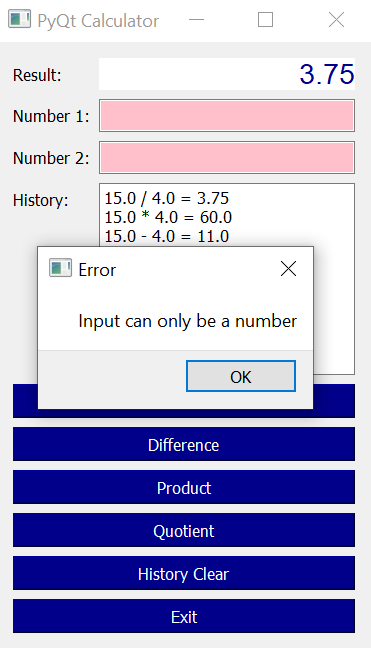 PyQt Calculator
Result:
3.75
Number 1:
Number 2:
History:
15.0 / 4.0 = 3.75
15.0 * 4.0 = 60.0
15.0 - 4.0 = 11.0
Error
Input can only be a number
OK
Difference
Product
Quotient
History Clear
Exit